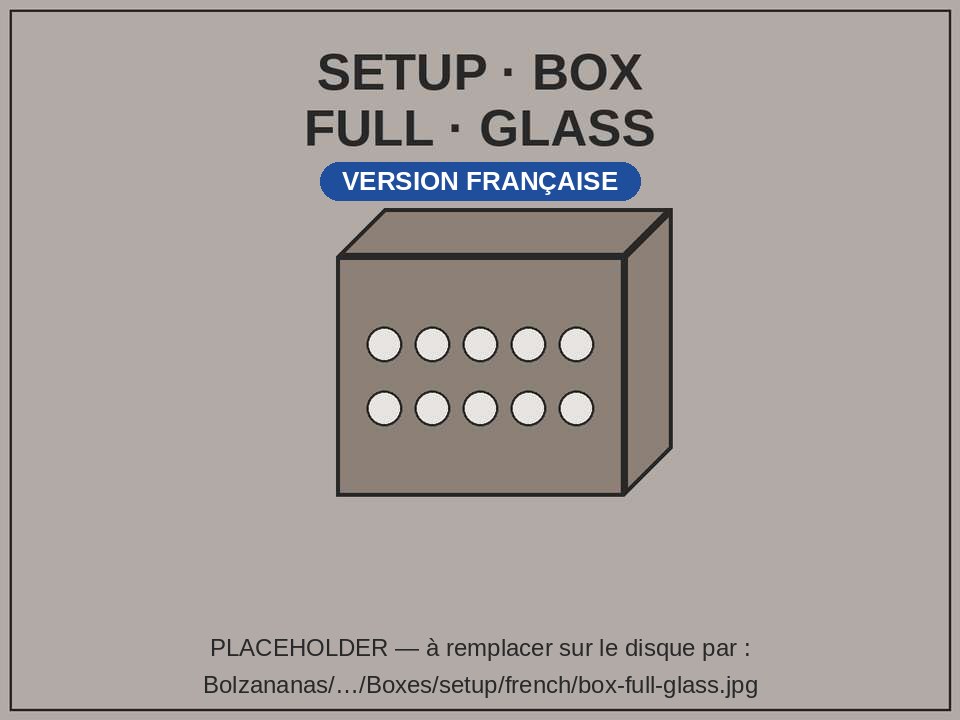 SETUP · BOX
FULL · GLASS
VERSION FRANÇAISE
PLACEHOLDER — à remplacer sur le disque par :
Bolzananas/…/Boxes/setup/french/box-full-glass.jpg